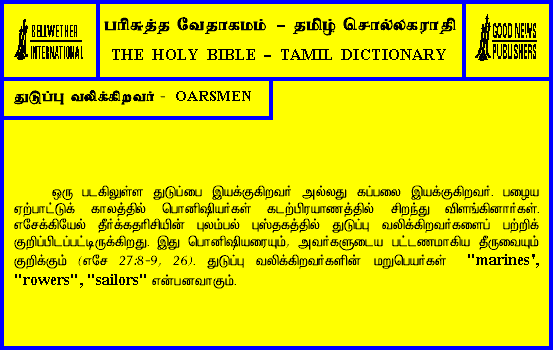 BELLWETHER
INTERNATIONAL
பரிசுத்த வேதாகமம் – தமிழ் சொல்லகராதி
THE HOLY BIBLE – TAMIL DICTIONARY
GOOD NEWS
PUBLISHERS
துடுப்பு வலிக்கிறவர் - OARSMEN
ஒரு படகிலுள்ள துடுப்பை இயக்குகிறவர் அல்லது கப்பலை இயக்குகிறவர். பழைய
ஏற்பாட்டுக் காலத்தில் பொனிஷியர்கள் கடற்பிரயாணத்தில் சிறந்து விளங்கினார்கள்.
எசேக்கியேல் தீர்க்கதரிசியின் புலம்பல் புஸ்தகத்தில் துடுப்பு வலிக்கிறவர்களைப் பற்றிக்
குறிப்பிடப்பட்டிருக்கிறது. இது பொனிஷியரையும், அவர்களுடைய பட்டணமாகிய தீருவையும்
குறிக்கும் (எசே 27:8-9, 26). துடுப்பு வலிக்கிறவர்களின் மறுபெயர்கள் "marines',
"rowers", "sailors" என்பனவாகும்.